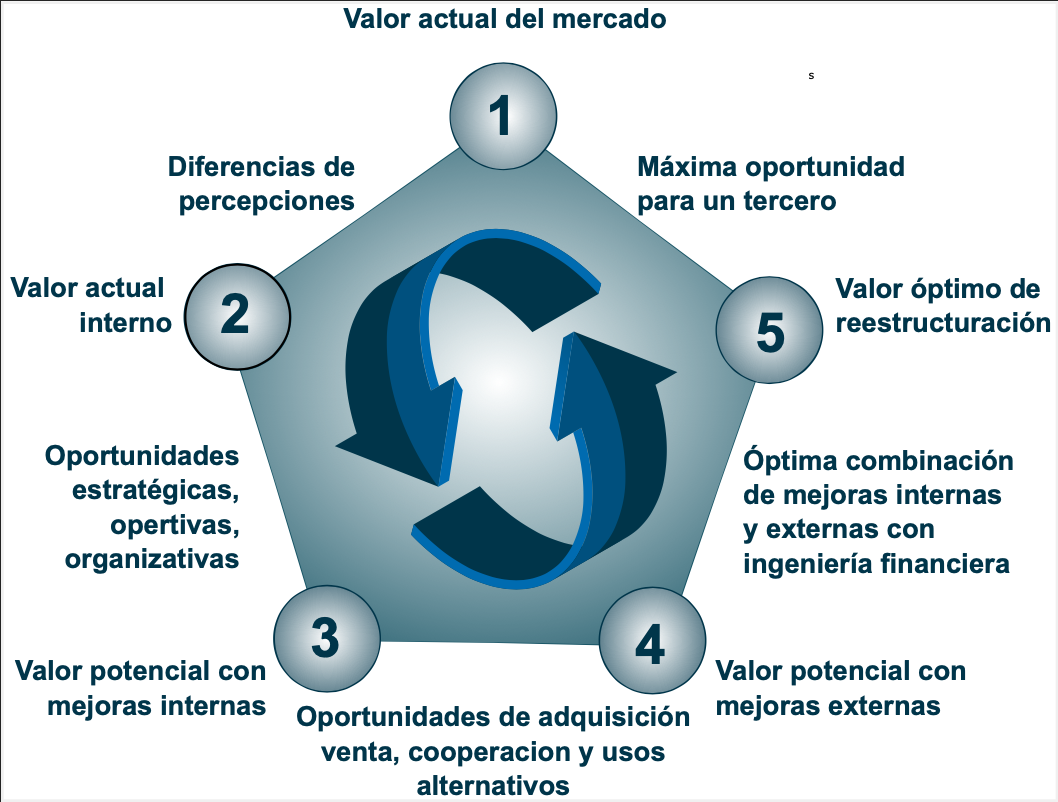 Valor actual del mercado
s
1
Diferencias de
percepciones
Máxima oportunidad
para un tercero
Valor actual
interno
2
5
Valor óptimo de
reestructuración
Oportunidades
estratégicas,
opertivas,
organizativas
Óptima combinación
de mejoras internas
y externas con
ingeniería financiera
3
4
Valor potencial con
mejoras internas
Valor potencial con
mejoras externas
Oportunidades de adquisición
venta, cooperacion y usos
alternativos